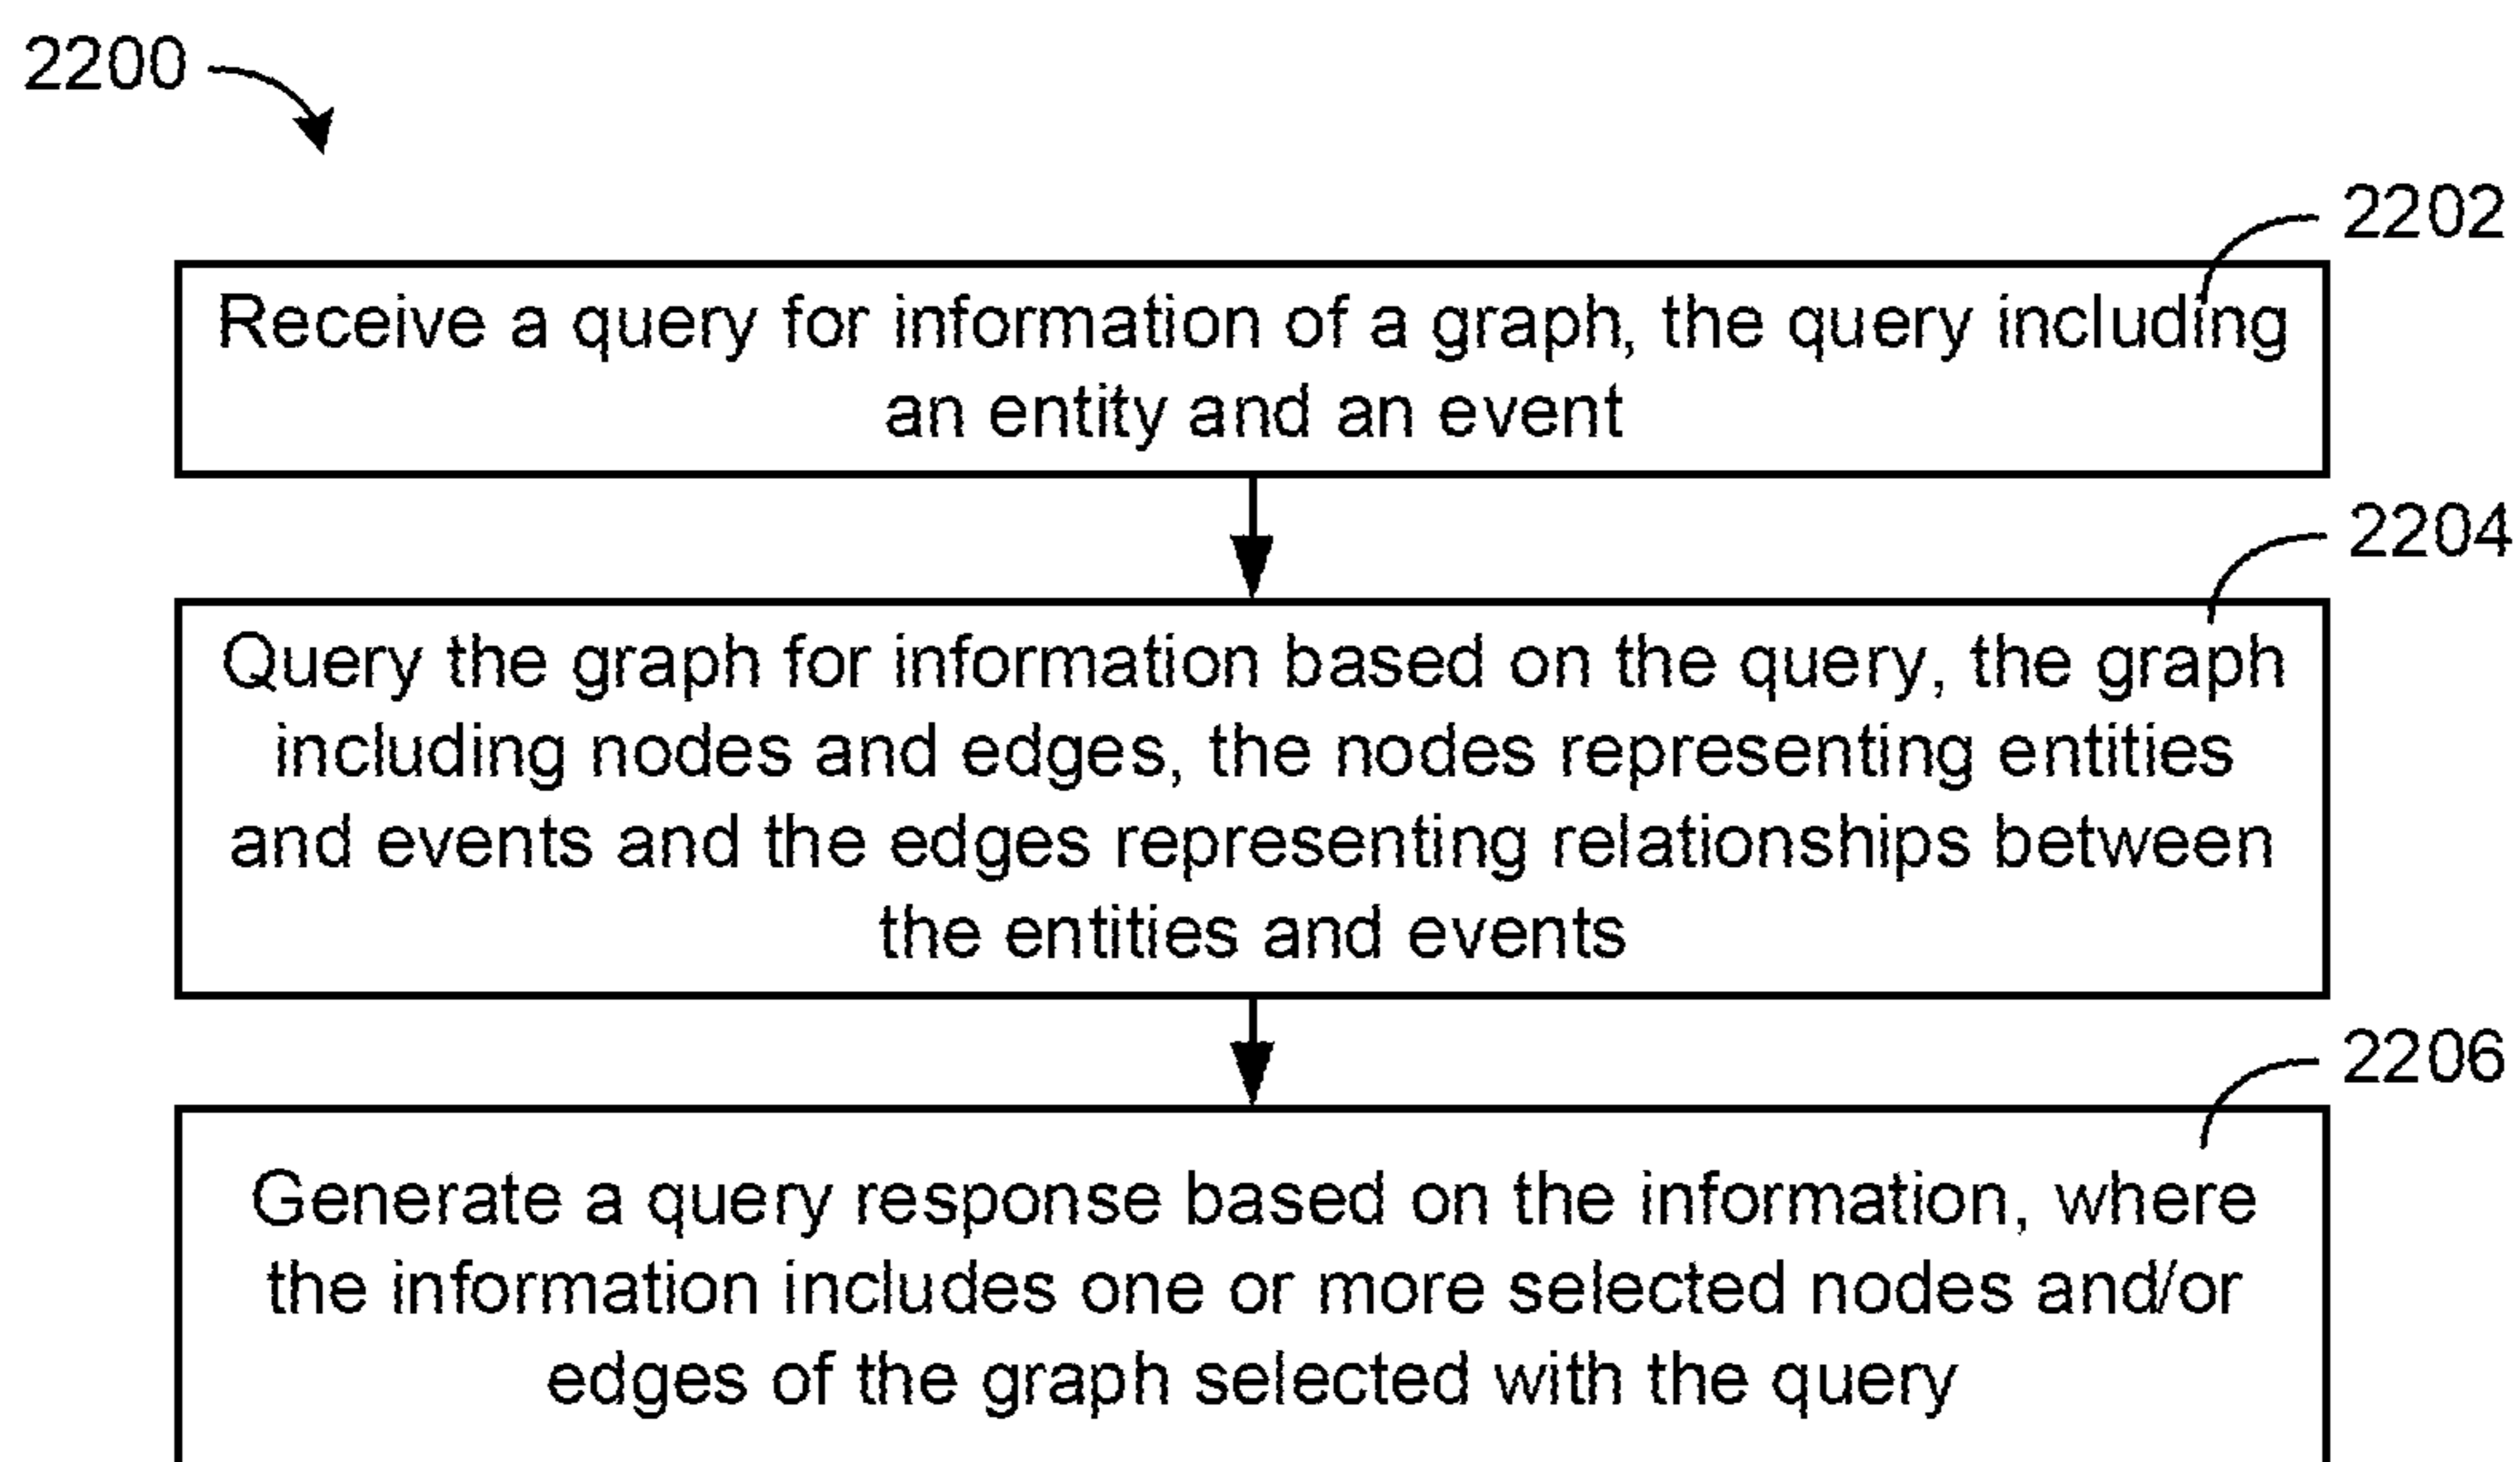 2200
2202
Receive a query for information of a graph, the query including
an entity and an event
2204
Query the graph for information based on the query, the graph
including nodes and edges, the nodes representing entities
and events and the edges representing relationships between
the entities and events
2206
Generate a query response based on the information, where
the information includes one or more selected nodes and/or
edges of the graph selected with the query